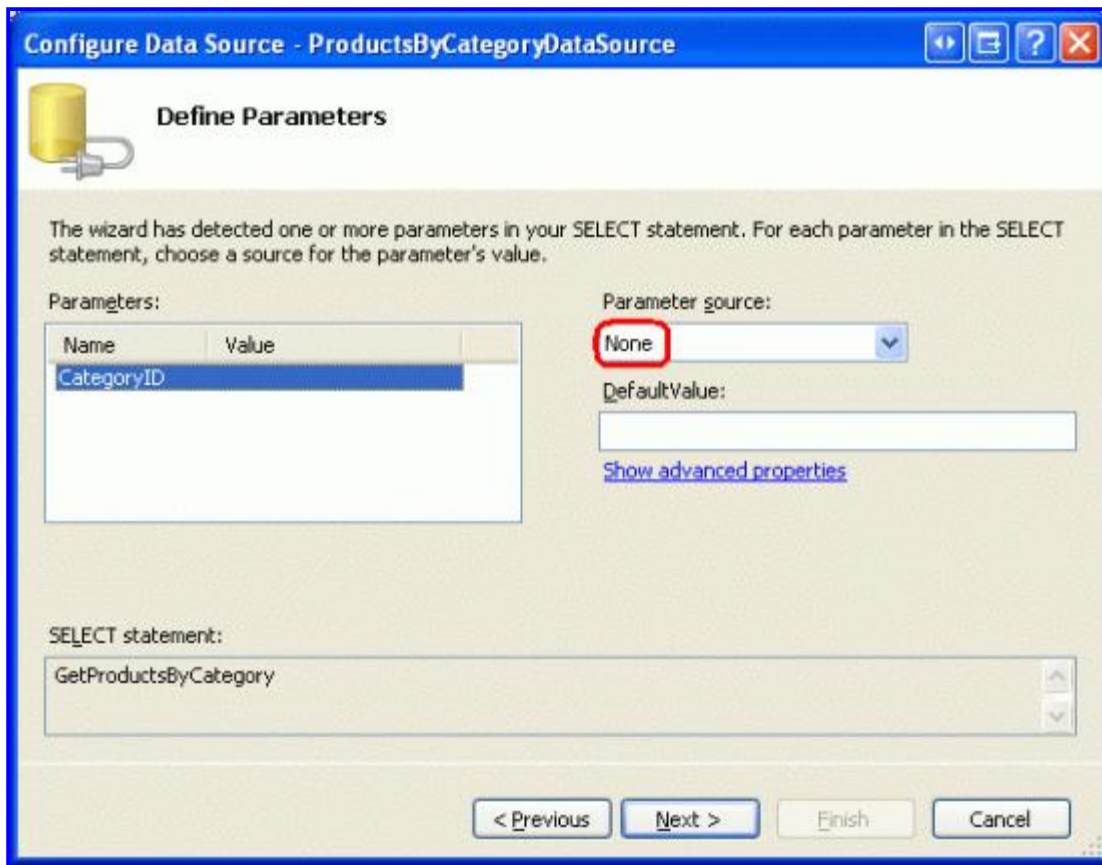 Configure Data Source - ProductsByCategoryDataSource
Define Parameters
The wizard has detected one or more parameters in your SELECT statement. For each parameter in the SELECT
statement, choose a source for the parameter's value.
Parameters:
Name Value
CategoryID
Parameter source:
None
DefaultValue:
Show advanced properties
SELECT statement:
GetProductsByCategory
< Previous Next > Finish Cancel